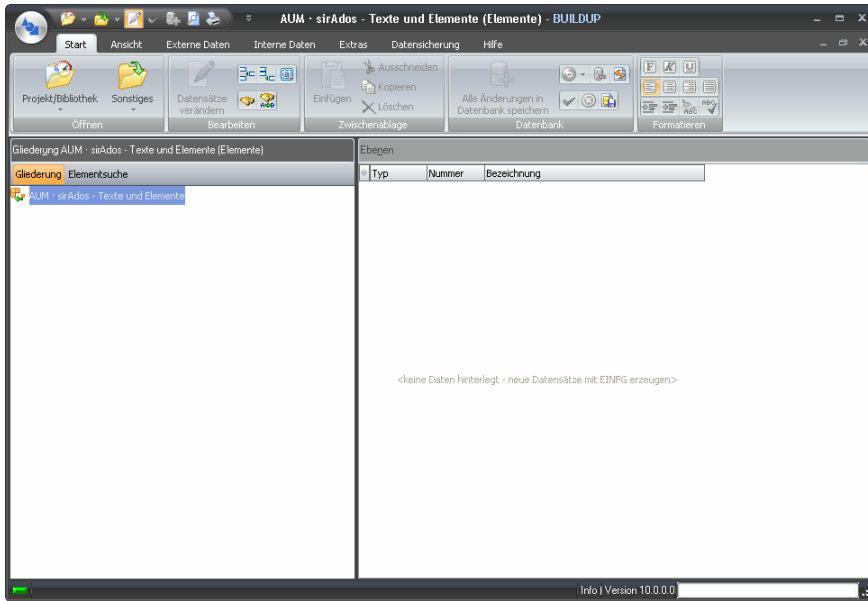 AUM · sirAdos - Texte und Elemente (Elemente) - BUILDUP
Start Ansicht Externe Daten Interne Daten Extras Datensicherung Hilfe
Projekt/Bibliothek Sonstiges
Öffnen
Datensätze verändern
Bearbeiten
Einfügen
Ausschneiden
Kopieren
Löschen
Zwischenablage
Alle Änderungen in
Datenbank speichern
Datenbank
F K U
ABC ABC
Formatieren
Gliederung AUM · sirAdos - Texte und Elemente (Elemente)
Gliederung Elementsuche
AUM · sirAdos - Texte und Elemente
Ebenen
Typ Nummer Bezeichnung
<keine Daten hinterlegt - neue Datensätze mit EINFG erzeugen>
Info | Version 10.0.0.0